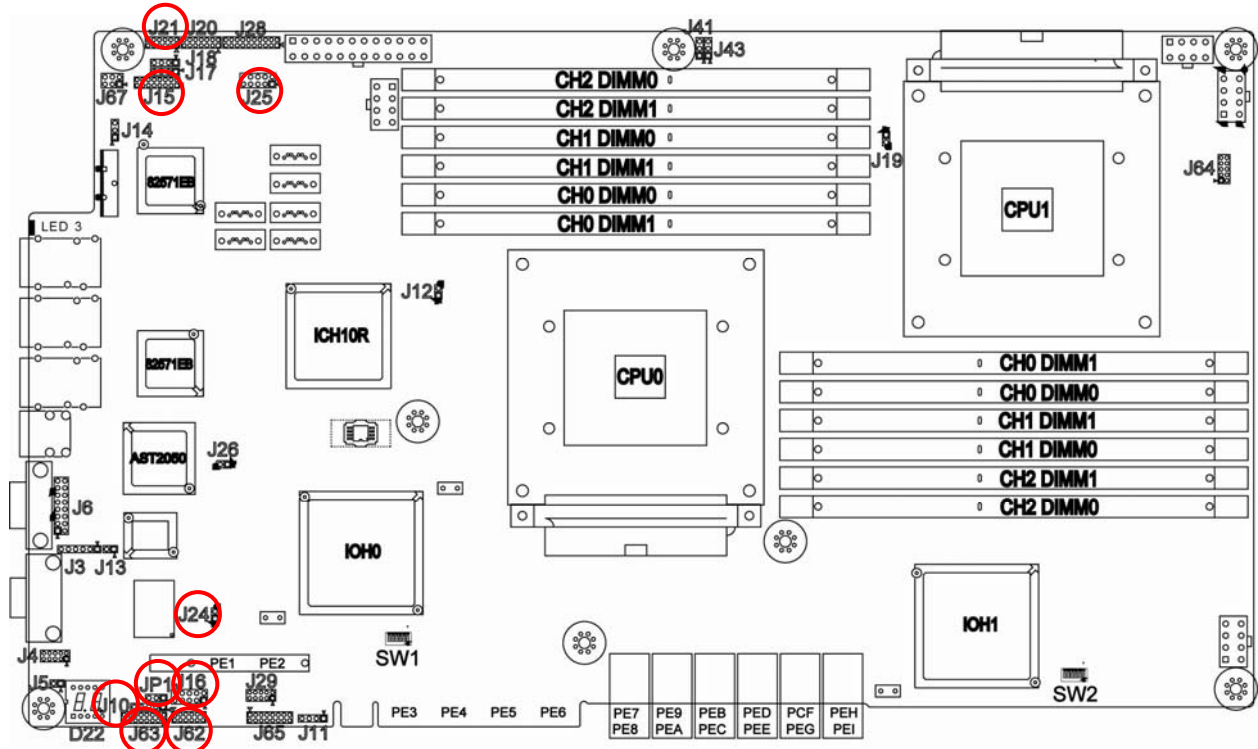 J21 J20 J28
J41
J43
J18
J17
J67 J15 J25
CH2 DIMM0
CH2 DIMM1
CH1 DIMM0
CH1 DIMM1
CH0 DIMM0
CH0 DIMM1
J14
J19
J64
82571EB
CPU1
LED 3
J12
ICH10R
82571EB
CPU0
CH0 DIMM1
CH0 DIMM0
CH1 DIMM1
CH1 DIMM0
CH2 DIMM1
CH2 DIMM0
AST2050
J26
J6
J3 J13
IOH0
J24
IOH1
SW1
J4
PE1 PE2
J5
JP1 J16 J29
SW2
J10
PE3 PE4 PE5 PE6
PE7 PE9 PEB PED PCF PEH
PE8 PEA PEC PEE PEG PEI
D22 J63 J62 J65 J11